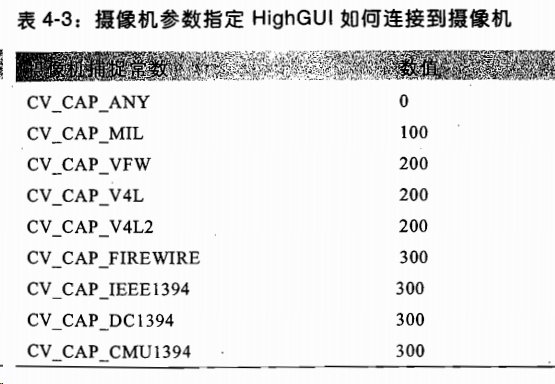 表 4-3：摄像机参数指定 HighGUI 如何连接到摄像机
摄像机捕捉常数 数值
CV_CAP_ANY 0
CV_CAP_MIL 100
CV_CAP_VFW 200
CV_CAP_V4L 200
CV_CAP_V4L2 200
CV_CAP_FIREWIRE 300
CV_CAP_IEEE1394 300
CV_CAP_DC1394 300
CV_CAP_CMU1394 300